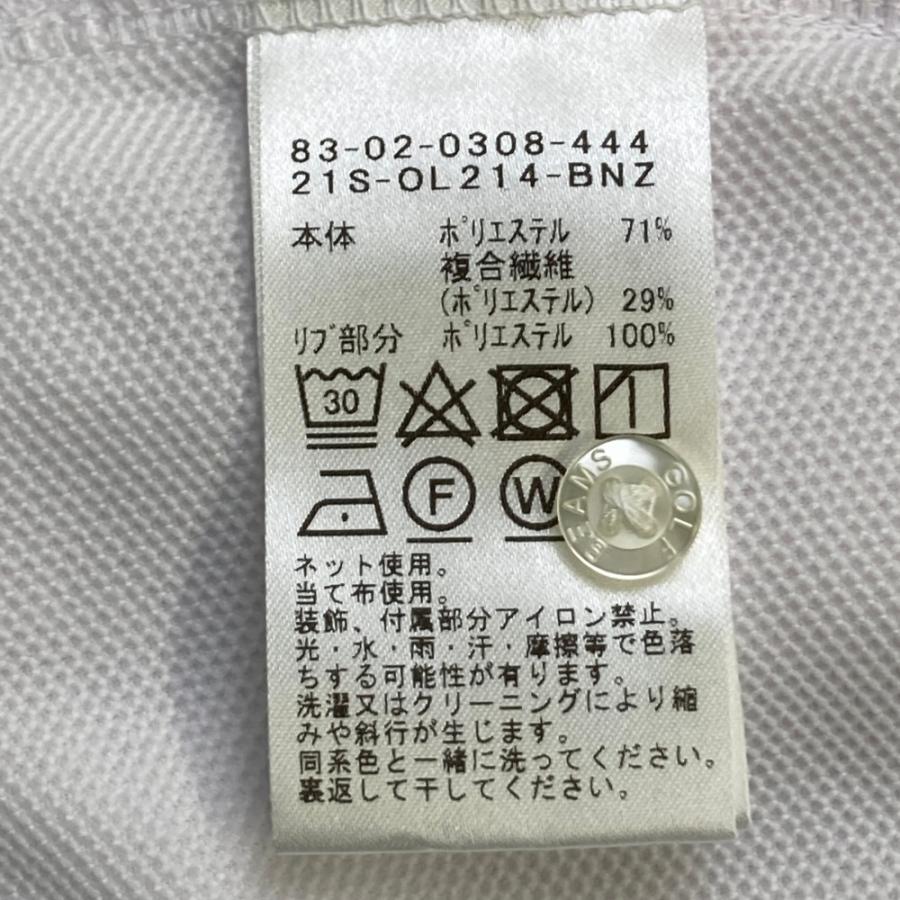 83-02-0308-444
21S-OL214-BNZ
本体 ポリエステル 71%
複合繊維
(ポリエステル) 29%
リブ部分 ポリエステル 100%
30
F W
BEAMS GOLF
ネット使用。
当て布使用。
装飾、付属部分アイロン禁止。
光・水・雨・汗・摩擦等で色落
ちする可能性が有ります。
洗濯又はクリーニングにより縮
みや斜行が生じます。
同系色と一緒に洗ってください。
裏返して干してください。